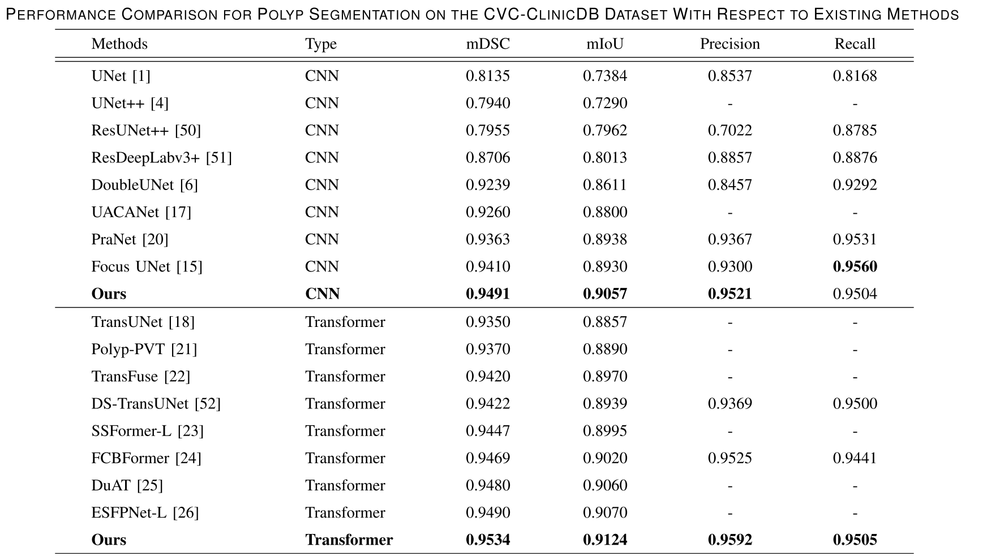 PERFORMANCE COMPARISON FOR POLYP SEGMENTATION ON THE CVC-CLINICDB DATASET WITH RESPECT TO EXISTING METHODS
Methods Type mDSC mIoU Precision Recall
UNet [1] CNN 0.8135 0.7384 0.8537 0.8168
UNet++ [4] CNN 0.7940 0.7290 - -
ResUNet++ [50] CNN 0.7955 0.7962 0.7022 0.8785
ResDeepLabv3+ [51] CNN 0.8706 0.8013 0.8857 0.8876
DoubleUNet [6] CNN 0.9239 0.8611 0.8457 0.9292
UACANet [17] CNN 0.9260 0.8800 - -
PraNet [20] CNN 0.9363 0.8938 0.9367 0.9531
Focus UNet [15] CNN 0.9410 0.8930 0.9300 0.9560
Ours CNN 0.9491 0.9057 0.9521 0.9504
TransUNet [18] Transformer 0.9350 0.8857 - -
Polyp-PVT [21] Transformer 0.9370 0.8890 - -
TransFuse [22] Transformer 0.9420 0.8970 - -
DS-TransUNet [52] Transformer 0.9422 0.8939 0.9369 0.9500
SSFormer-L [23] Transformer 0.9447 0.8995 - -
FCBFormer [24] Transformer 0.9469 0.9020 0.9525 0.9441
DuAT [25] Transformer 0.9480 0.9060 - -
ESFPNet-L [26] Transformer 0.9490 0.9070 - -
Ours Transformer 0.9534 0.9124 0.9592 0.9505